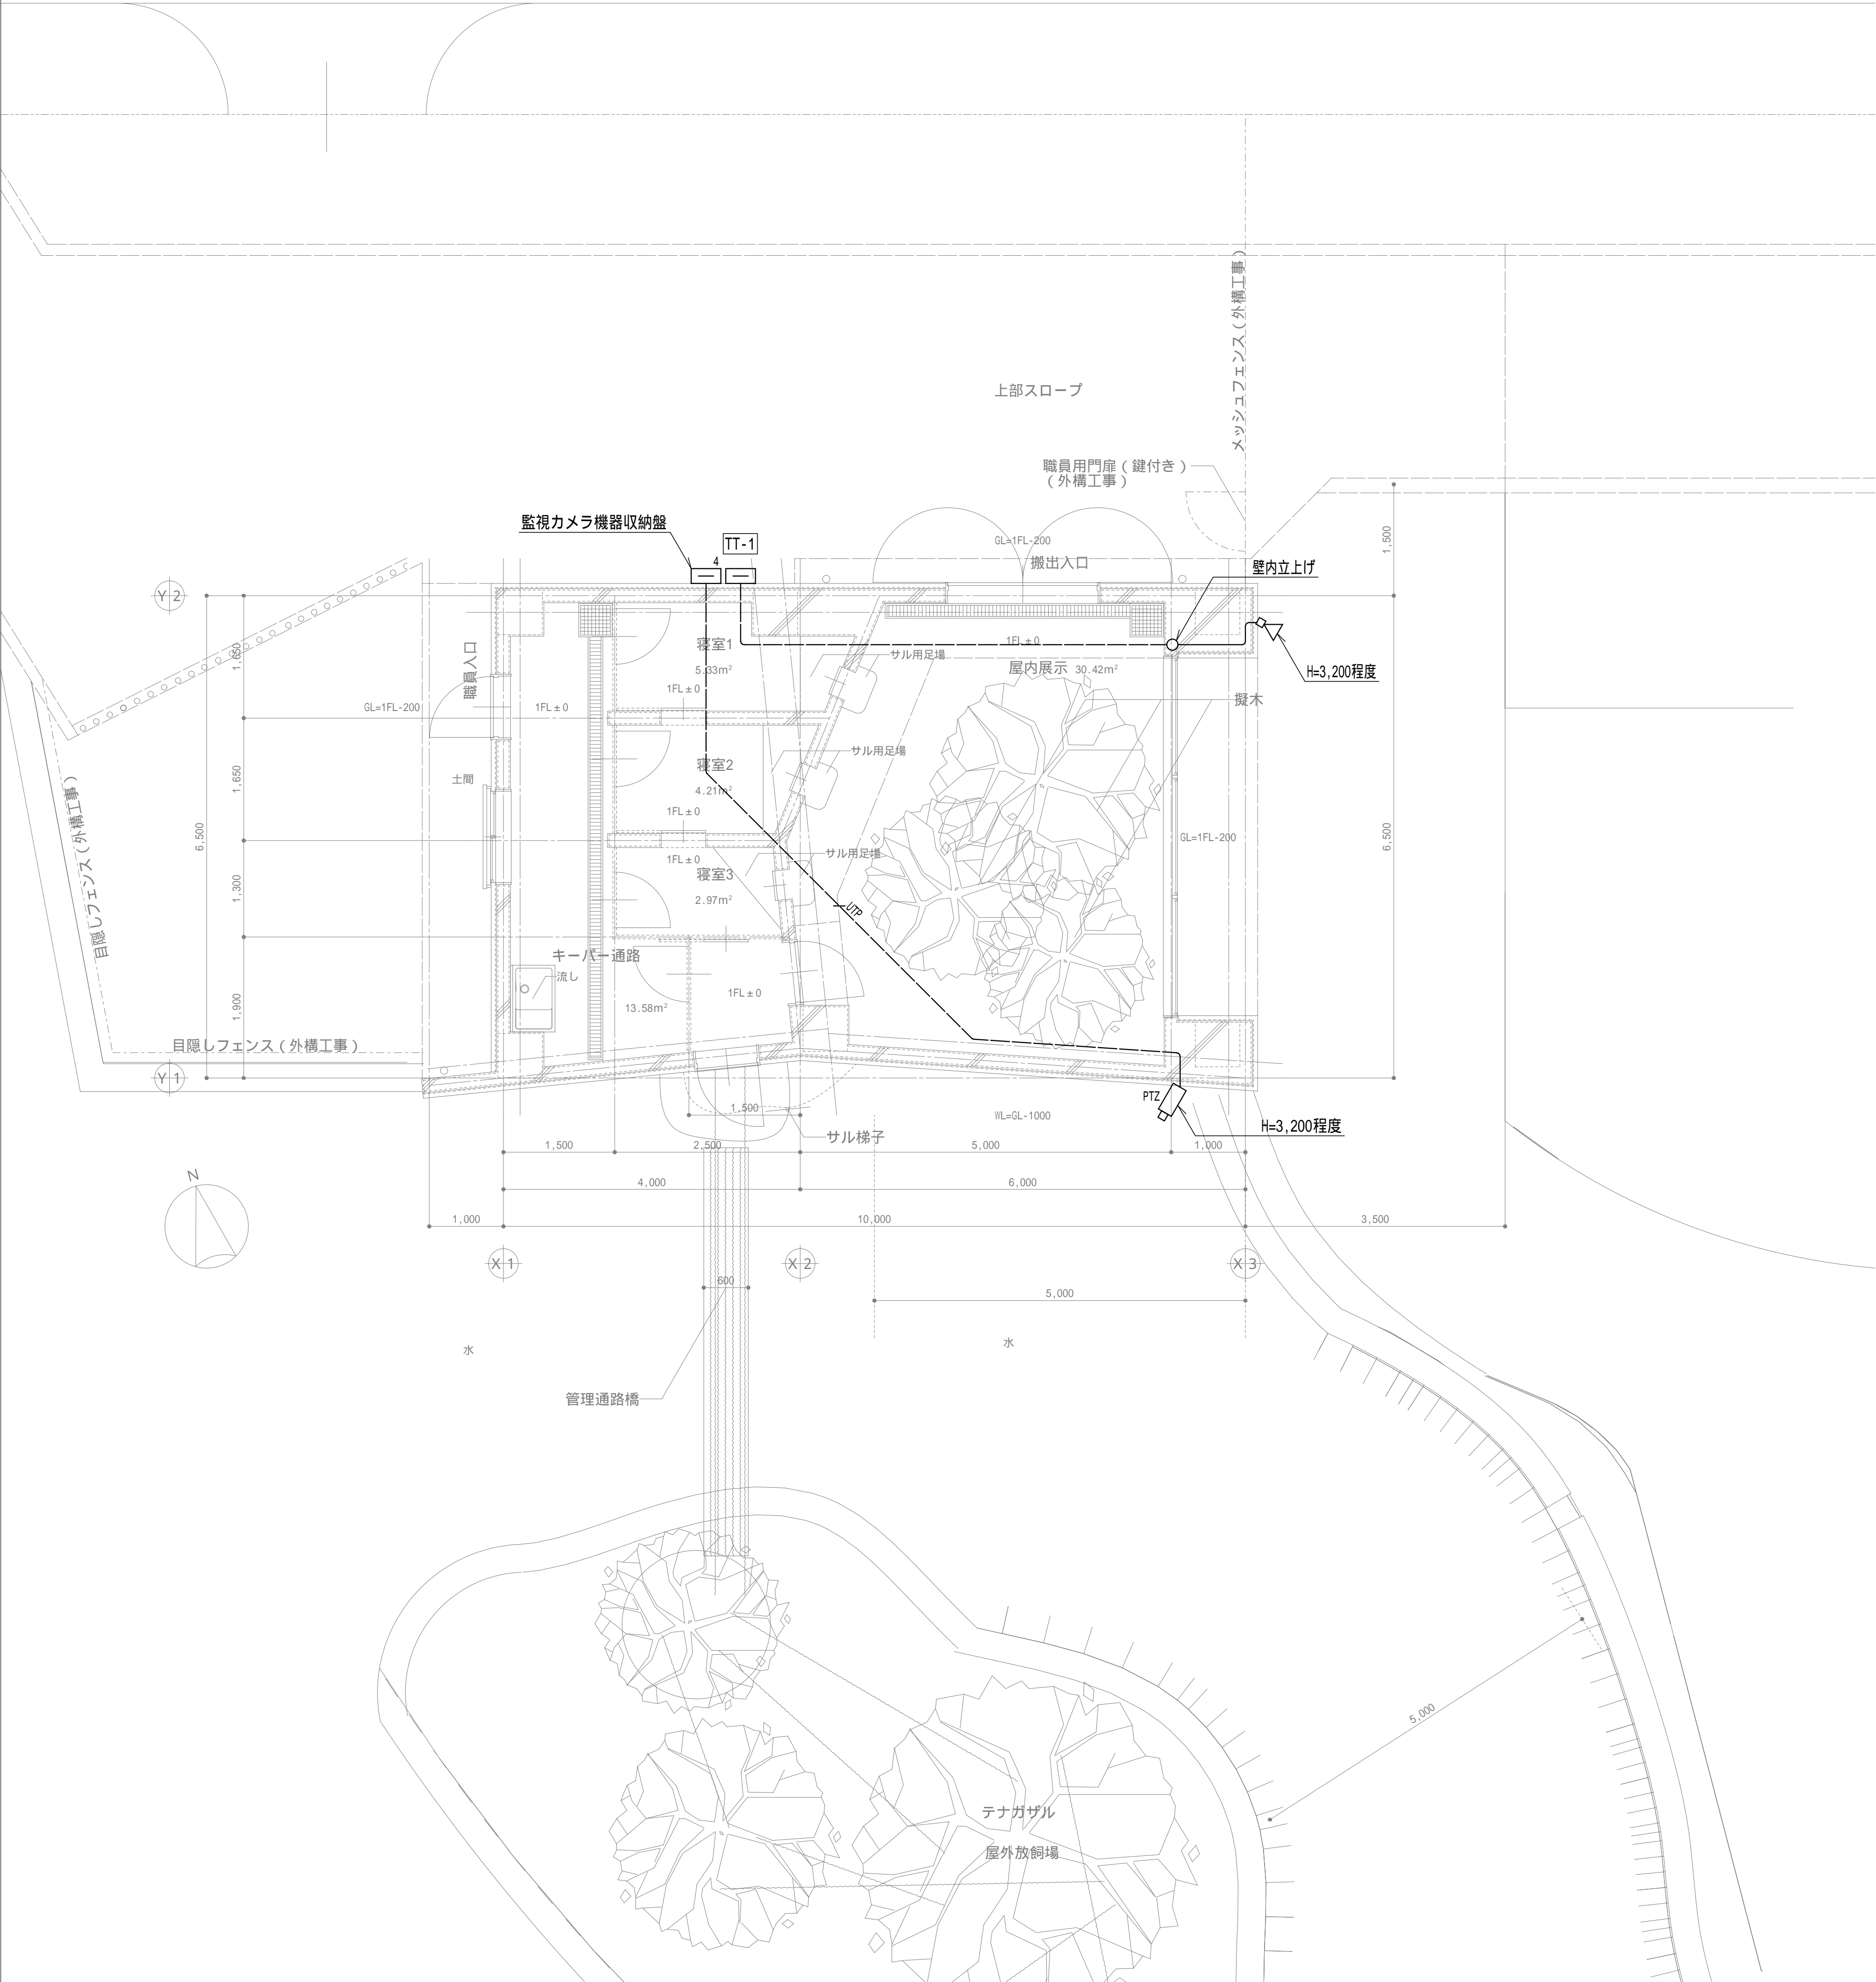 メッシュフェンス(外構工事)
上部スロープ
職員用門扉(鍵付き)
(外構工事)
監視カメラ機器収納盤
4
TT-1
GL=1FL-200
搬出入口
壁内立上げ
1,500
Y2
職員入口
寝室1
5.33m²
1FL±0
サル用足場
1FL±0
屋内展示 30.42m²
H=3,200程度
擬木
GL=1FL-200
1FL±0
1,650
1,650
1,300
1,900
6,500
土間
寝室2
4.21m²
サル用足場
1FL±0
1FL±0
寝室3
2.97m²
サル用足場
UTP
GL=1FL-200
6,500
目隠しフェンス(外構工事)
キーパー通路
流し
13.58m²
1FL±0
目隠しフェンス(外構工事)
Y1
PTZ
H=3,200程度
WL=GL-1000
1,500
サル梯子
1,500
2,500
5,000
1,000
4,000
6,000
N
1,000
10,000
3,500
X1
X2
X3
600
5,000
水
水
管理通路橋
5,000
テナガザル
屋外放飼場